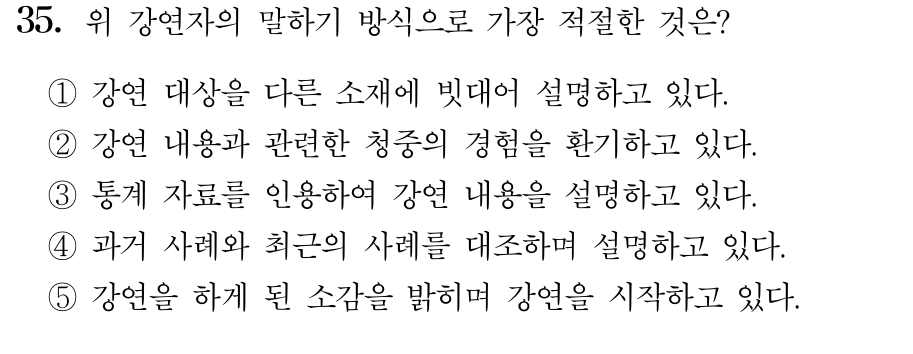 35. 위 강연자의 말하기 방식으로 가장 적절한 것은?
① 강연 대상을 다른 소재에 빗대어 설명하고 있다.
② 강연 내용과 관련한 청중의 경험을 환기하고 있다.
③ 통계 자료를 인용하여 강연 내용을 설명하고 있다.
④ 과거 사례와 최근의 사례를 대조하며 설명하고 있다.
⑤ 강연을 하게 된 소감을 밝히며 강연을 시작하고 있다.